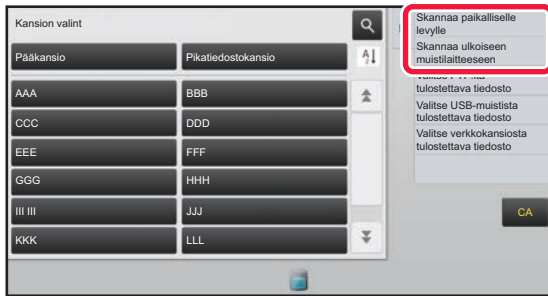 Kansion valint
Pääkansio
Pikatiedostokansio
AAA
BBB
CCC
DDD
EEE
FFF
GGG
HHH
III III
JJJ
KKK
LLL
Skannaa paikalliselle
levylle
Skannaa ulkoiseen
muistilaitteeseen
tulostettava tiedosto
Valitse USB-muistista
tulostettava tiedosto
Valitse verkkokansiosta
tulostettava tiedosto
CA